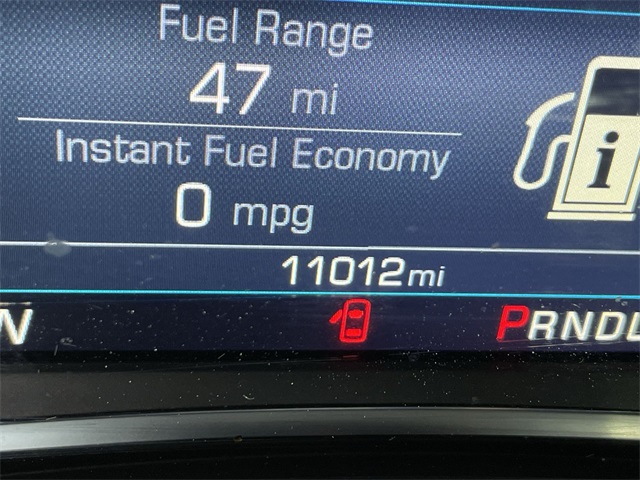 Fuel Range
47 mi
Instant Fuel Economy
0 mpg
i
11012mi
N
PRNDL